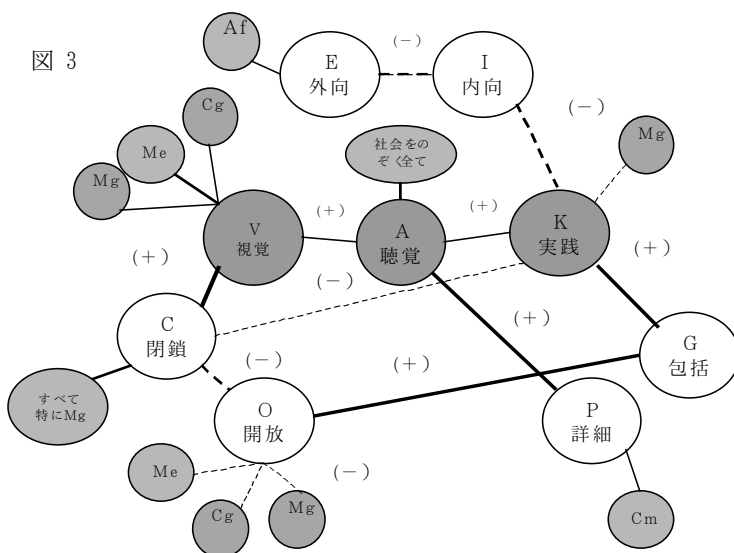 図 3
Af
E
外向
(-)
I
内向
(-)
Cg
Me
Mg
社会をの
ぞく全て
Mg
V
視覚
(+)
A
聴覚
(+)
K
実践
(+)
(+)
(-)
C
閉鎖
(+)
G
包括
(-)
(+)
すべて
特にMg
O
開放
P
詳細
Me
(-)
Cg
Mg
Cm